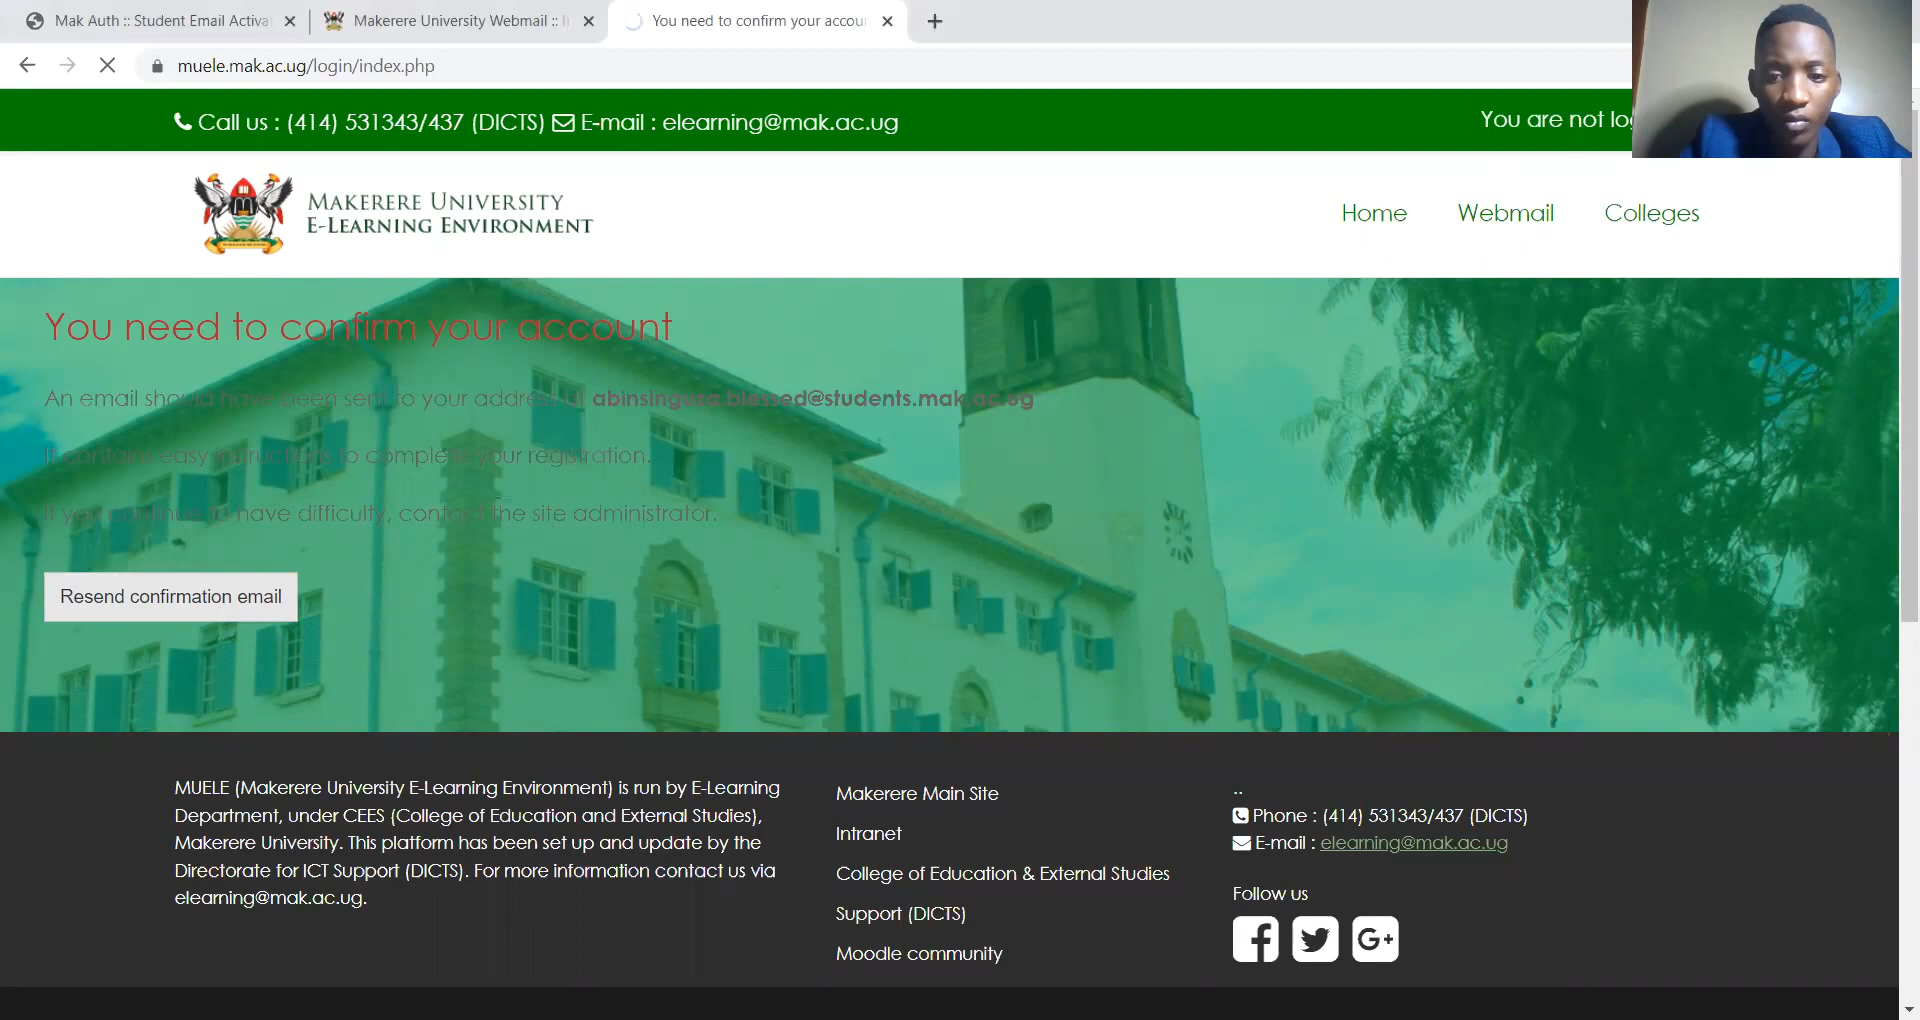 Mak Auth :: Student Email Activa
Makerere University Webmail :: I
You need to confirm your accou
muele.mak.ac.ug/login/index.php
Call us : (414) 531343/437 (DICTS) E-mail : elearning@mak.ac.ug
You are not log
MAKERERE UNIVERSITY
E-LEARNING ENVIRONMENT
Home Webmail Colleges
You need to confirm your account
An email should have been sent to your address at abinsinguza.blessed@students.mak.ac.ug
It contains easy instructions to complete your registration.
If you continue to have difficulty, contact the site administrator.
Resend confirmation email
MUELE (Makerere University E-Learning Environment) is run by E-Learning
Department, under CEES (College of Education and External Studies),
Makerere University. This platform has been set up and update by the
Directorate for ICT Support (DICTS). For more information contact us via
elearning@mak.ac.ug.
Makerere Main Site
Intranet
College of Education & External Studies
Support (DICTS)
Moodle community
..
Phone : (414) 531343/437 (DICTS)
E-mail : elearning@mak.ac.ug
Follow us
G+